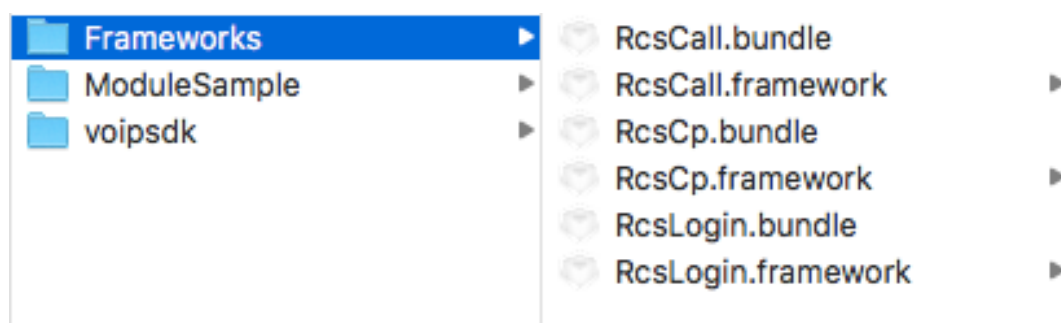 Frameworks
ModuleSample
voipsdk
RcsCall.bundle
RcsCall.framework
RcsCp.bundle
RcsCp.framework
RcsLogin.bundle
RcsLogin.framework